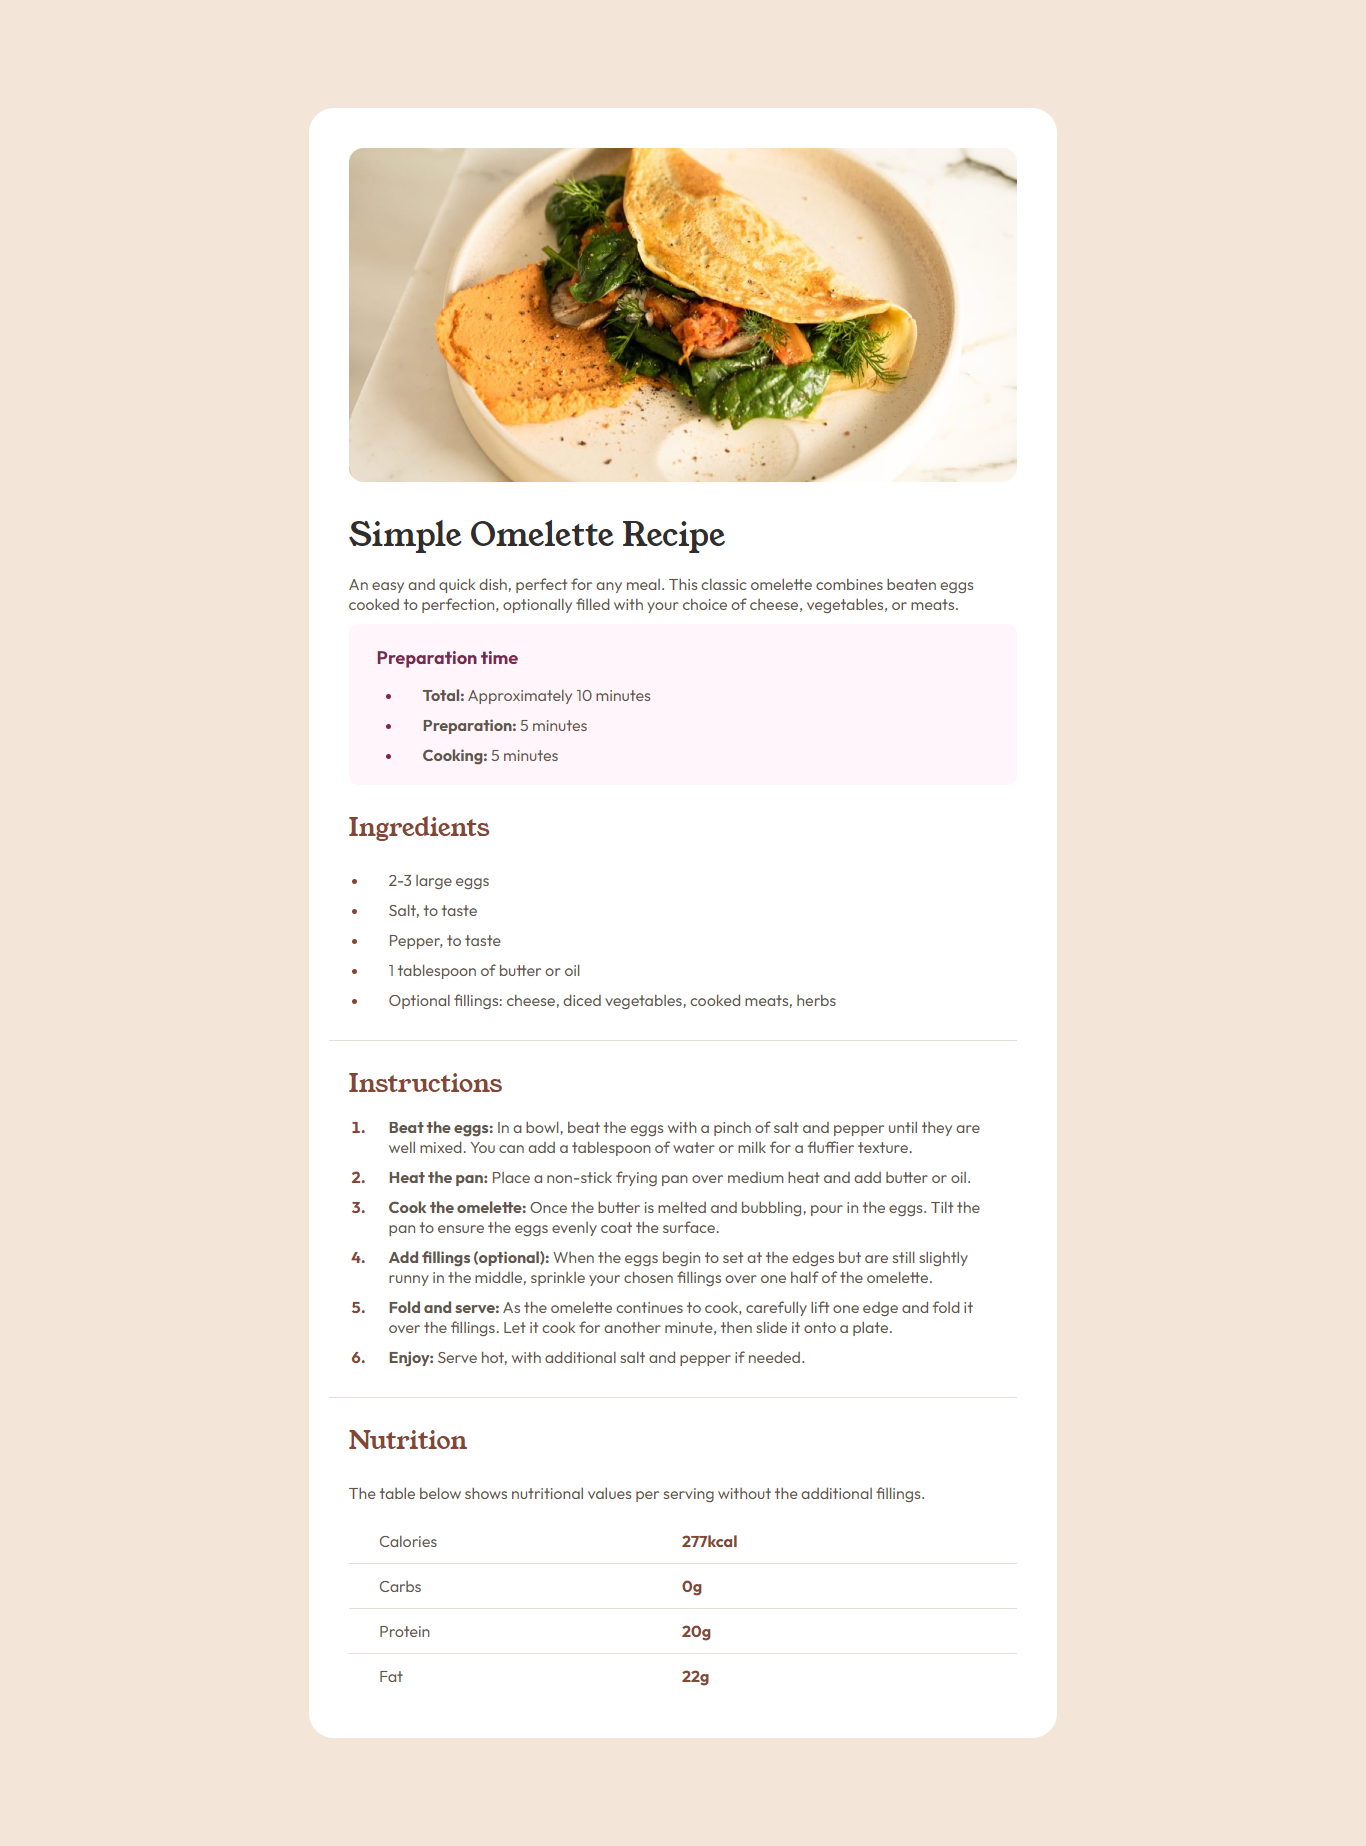 Simple Omelette Recipe
An easy and quick dish, perfect for any meal. This classic omelette combines beaten eggs
cooked to perfection, optionally filled with your choice of cheese, vegetables, or meats.
Preparation time
• Total: Approximately 10 minutes
• Preparation: 5 minutes
• Cooking: 5 minutes
Ingredients
• 2-3 large eggs
• Salt, to taste
• Pepper, to taste
• 1 tablespoon of butter or oil
• Optional fillings: cheese, diced vegetables, cooked meats, herbs
Instructions
1. Beat the eggs: In a bowl, beat the eggs with a pinch of salt and pepper until they are
well mixed. You can add a tablespoon of water or milk for a fluffier texture.
2. Heat the pan: Place a non-stick frying pan over medium heat and add butter or oil.
3. Cook the omelette: Once the butter is melted and bubbling, pour in the eggs. Tilt the
pan to ensure the eggs evenly coat the surface.
4. Add fillings (optional): When the eggs begin to set at the edges but are still slightly
runny in the middle, sprinkle your chosen fillings over one half of the omelette.
5. Fold and serve: As the omelette continues to cook, carefully lift one edge and fold it
over the fillings. Let it cook for another minute, then slide it onto a plate.
6. Enjoy: Serve hot, with additional salt and pepper if needed.
Nutrition
The table below shows nutritional values per serving without the additional fillings.
Calories 277kcal
Carbs 0g
Protein 20g
Fat 22g